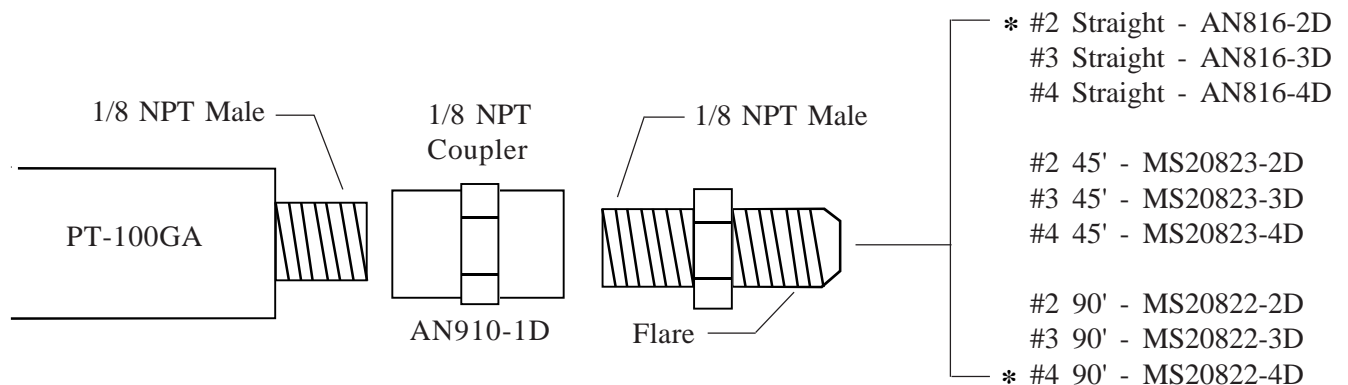 1/8 NPT Male
1/8 NPT
Coupler
1/8 NPT Male
PT-100GA
AN910-1D
Flare
* #2 Straight - AN816-2D
#3 Straight - AN816-3D
#4 Straight - AN816-4D
#2 45' - MS20823-2D
#3 45' - MS20823-3D
#4 45' - MS20823-4D
#2 90' - MS20822-2D
#3 90' - MS20822-3D
* #4 90' - MS20822-4D